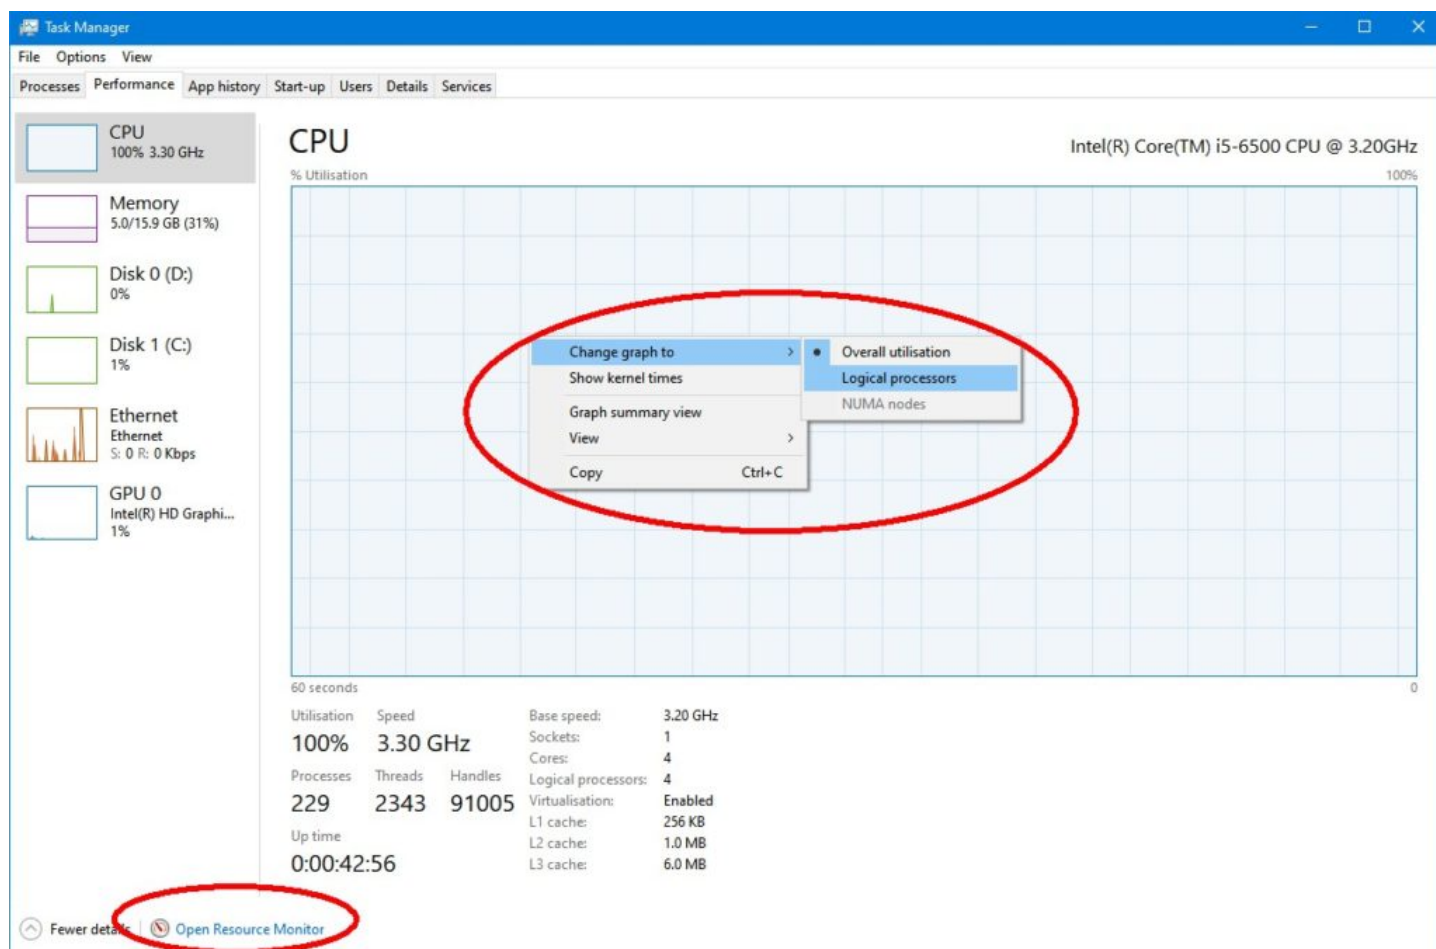 Task Manager
File Options View
Processes Performance App history Start-up Users Details Services
CPU
100% 3.30 GHz
Memory
5.0/15.9 GB (31%)
Disk 0 (D:)
0%
Disk 1 (C:)
1%
Ethernet
Ethernet
S: 0 R: 0 Kbps
GPU 0
Intel(R) HD Graphi...
1%
CPU
Intel(R) Core(TM) i5-6500 CPU @ 3.20GHz
% Utilisation
100%
Change graph to
Show kernel times
Graph summary view
View
Copy Ctrl+C
Overall utilisation
Logical processors
NUMA nodes
60 seconds
0
Utilisation Speed
100% 3.30 GHz
Processes Threads Handles
229 2343 91005
Up time
0:00:42:56
Base speed: 3.20 GHz
Sockets: 1
Cores: 4
Logical processors: 4
Virtualisation: Enabled
L1 cache: 256 KB
L2 cache: 1.0 MB
L3 cache: 6.0 MB
Fewer details
Open Resource Monitor